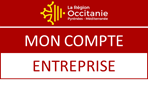 La Région
Occitanie
Pyrénées - Méditerranée
MON COMPTE
ENTREPRISE